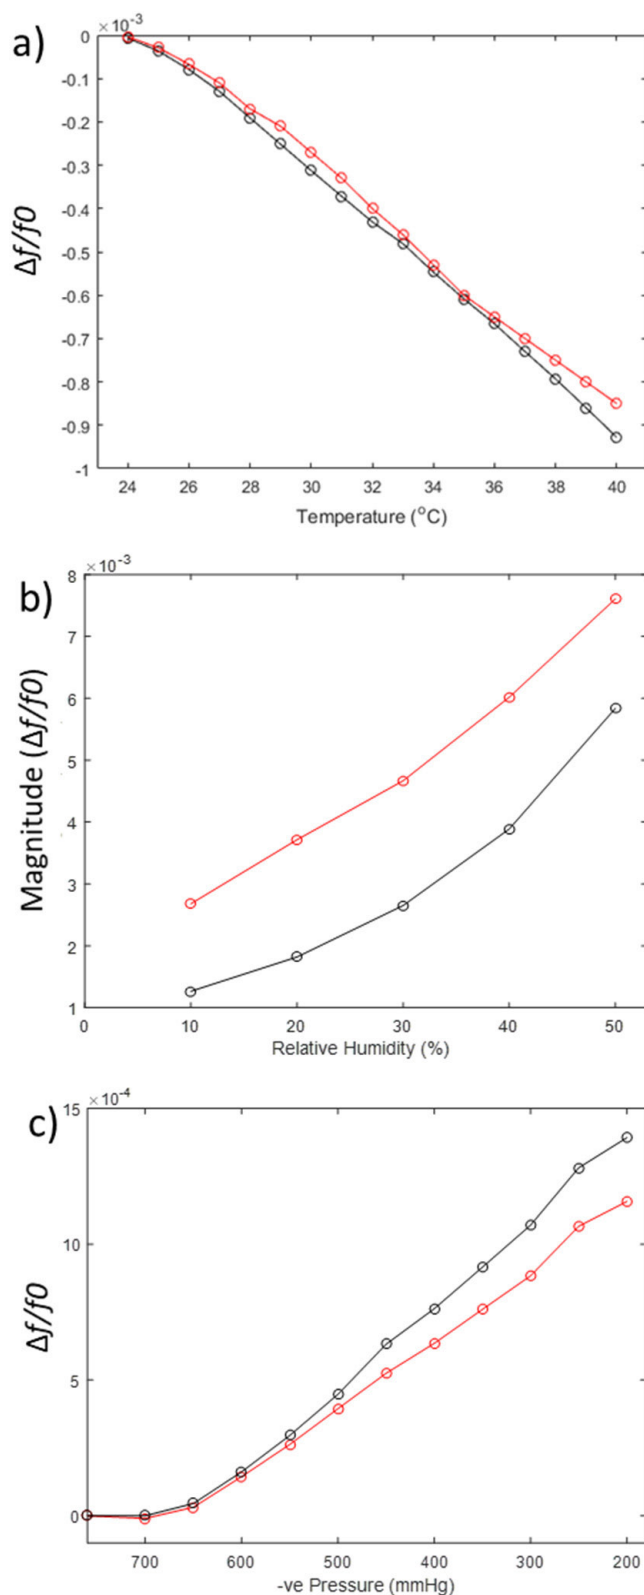 a)
×10⁻³
0
-0.1
-0.2
-0.3
-0.4
-0.5
-0.6
-0.7
-0.8
-0.9
-1
Δf/f0
24 26 28 30 32 34 36 38 40
Temperature (°C)
b)
×10⁻³
8
7
6
5
4
3
2
1
Magnitude (Δf/f0)
0 10 20 30 40 50
Relative Humidity (%)
c)
×10⁻⁴
15
10
5
0
Δf/f0
700 600 500 400 300 200
-ve Pressure (mmHg)